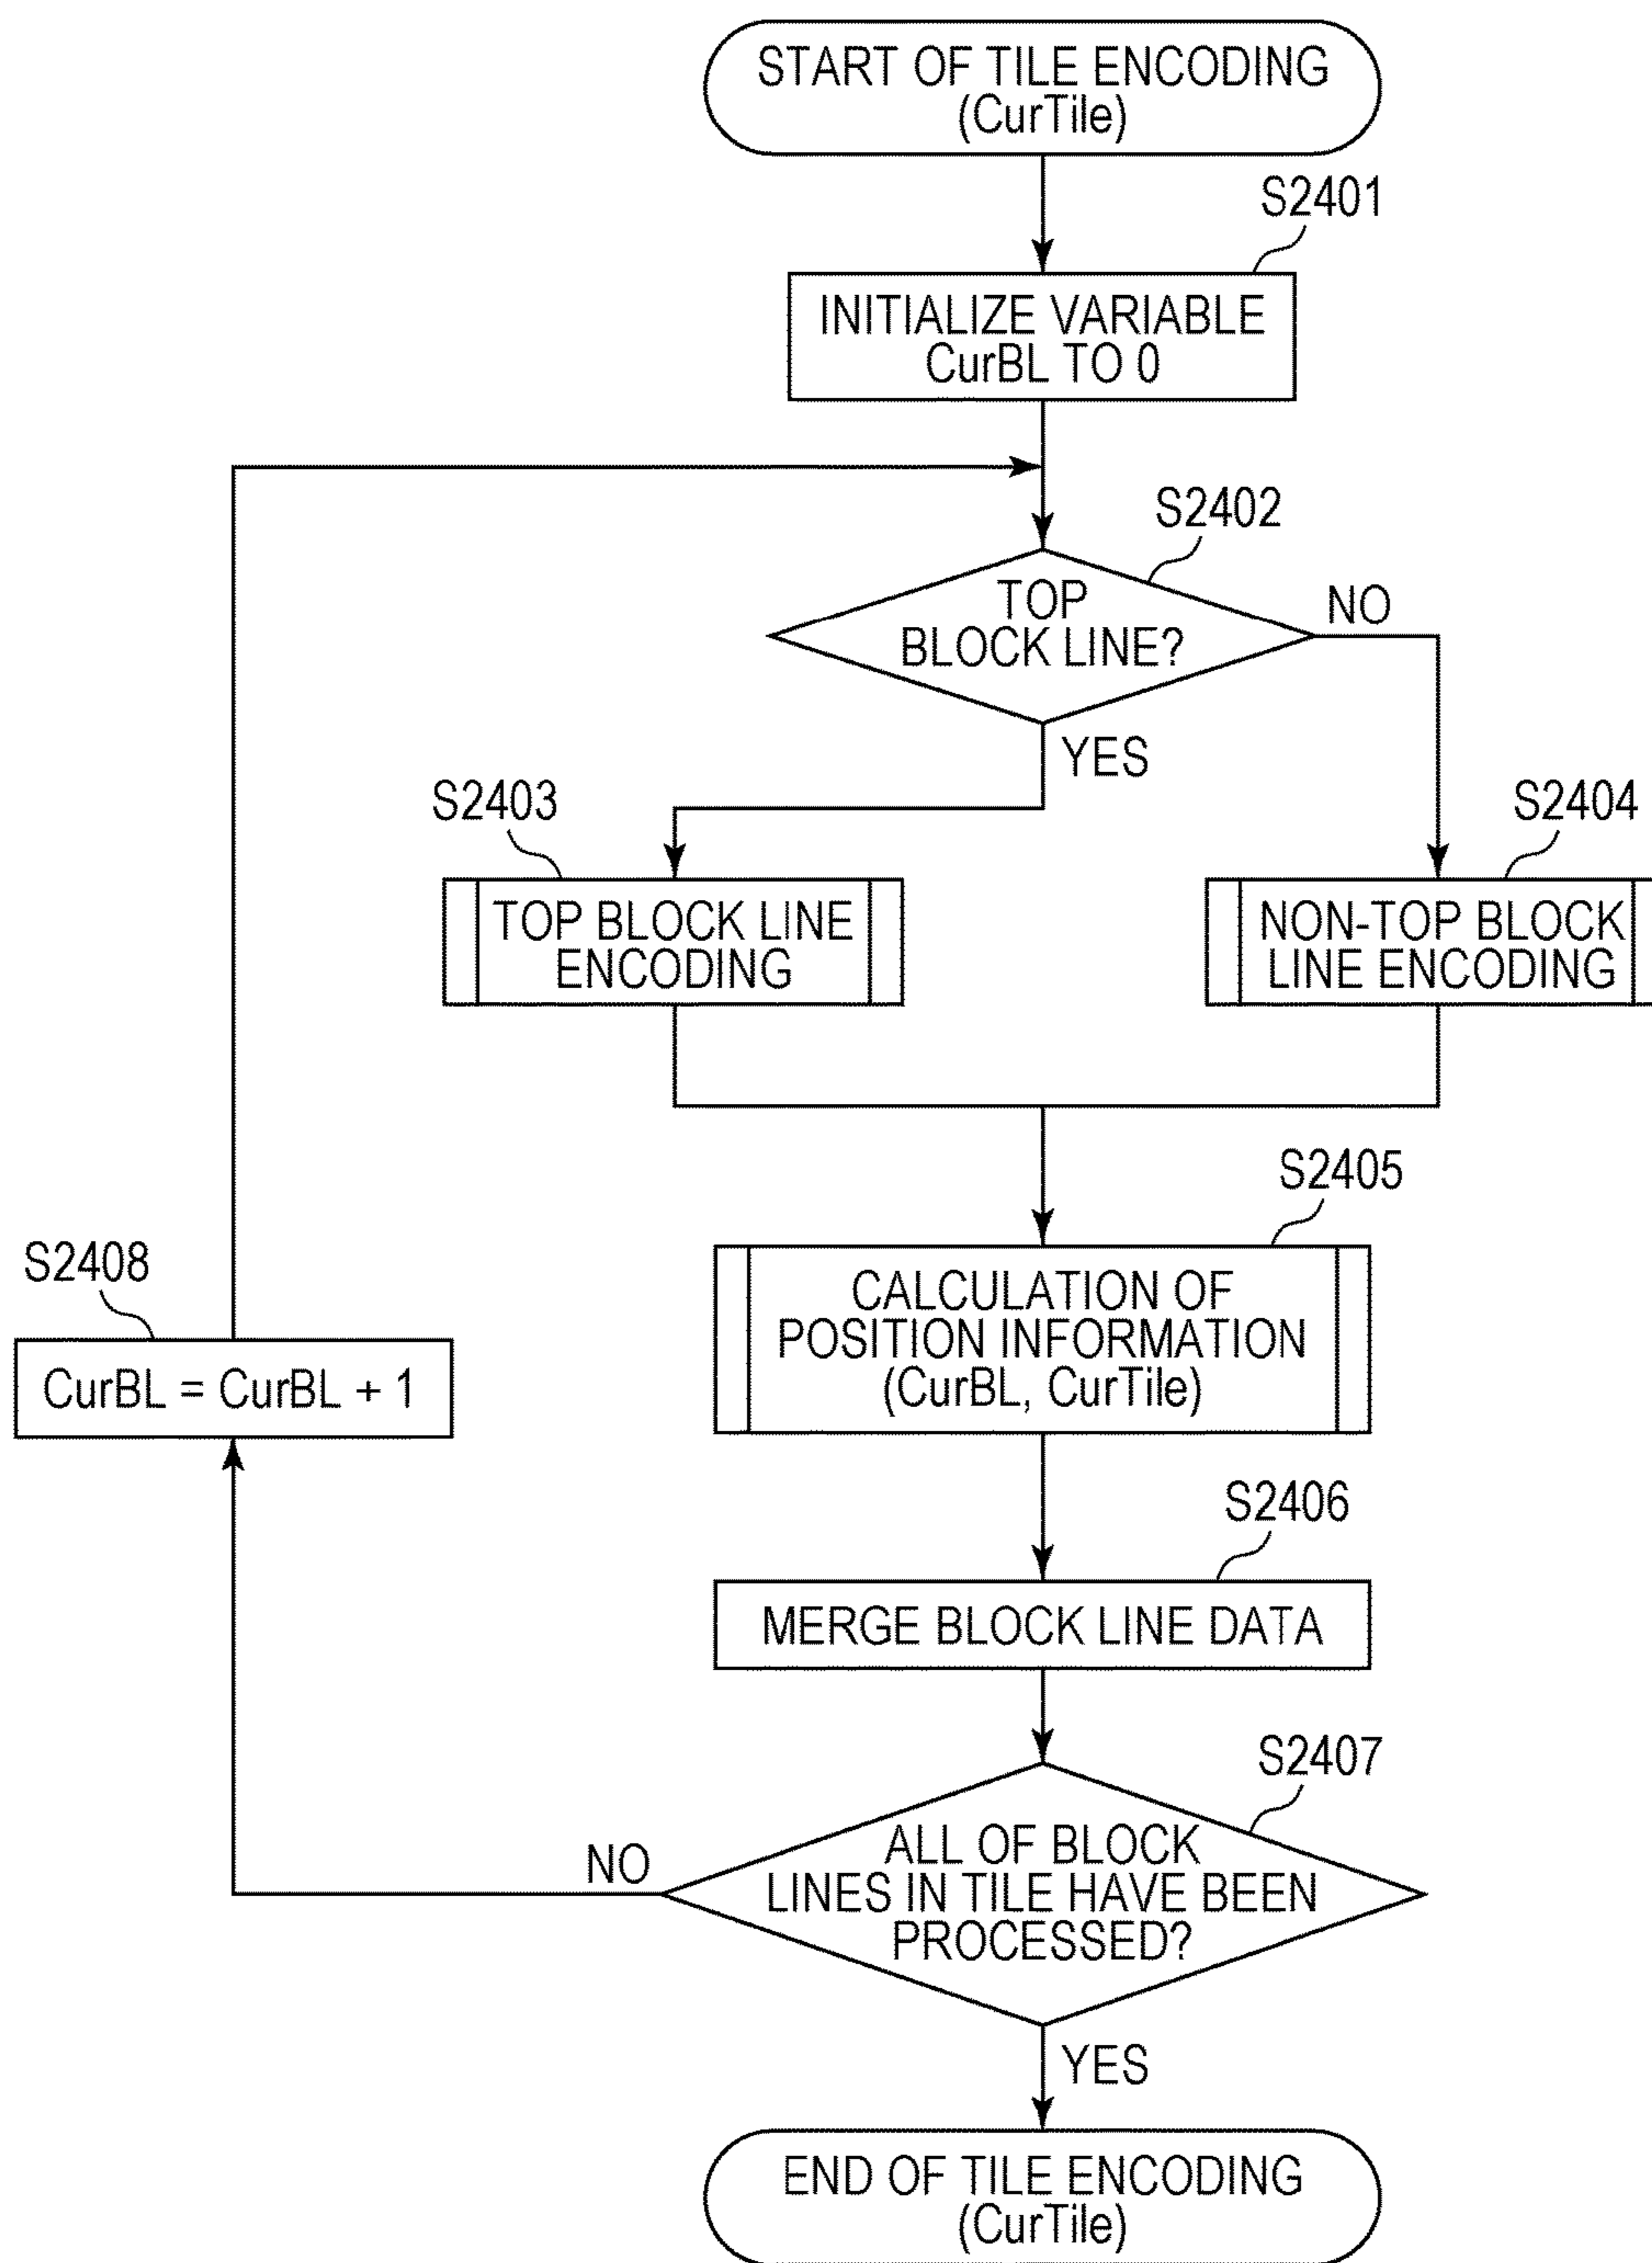 START OF TILE ENCODING
(CurTile)
S2401
INITIALIZE VARIABLE
CurBL TO 0
S2402
TOP
BLOCK LINE?
NO
YES
S2403
TOP BLOCK LINE
ENCODING
S2404
NON-TOP BLOCK
LINE ENCODING
S2405
CALCULATION OF
POSITION INFORMATION
(CurBL, CurTile)
S2408
CurBL = CurBL + 1
S2406
MERGE BLOCK LINE DATA
S2407
ALL OF BLOCK
LINES IN TILE HAVE BEEN
PROCESSED?
NO
YES
END OF TILE ENCODING
(CurTile)